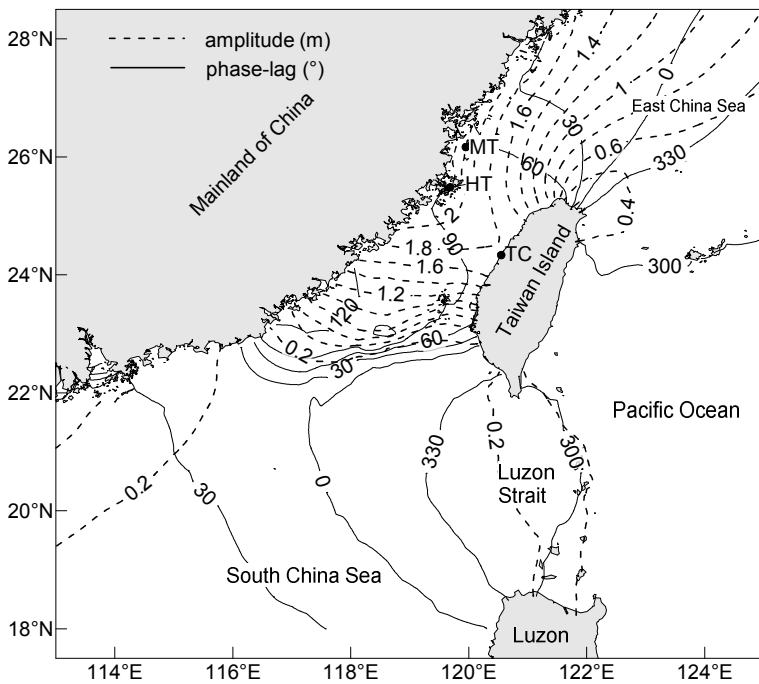 28°N
26°N
24°N
22°N
20°N
18°N
amplitude (m)
phase-lag (°)
1.4
0
1
East China Sea
Mainland of China
1.6
30
0.6
330
MT
60
HT
0.4
2
90
1.8
TC
300
1.6
Taiwan Island
1.2
120
0.2
60
30
Pacific Ocean
330
0.2
300
Luzon
Strait
0
0.2
30
South China Sea
Luzon
114°E
116°E
118°E
120°E
122°E
124°E